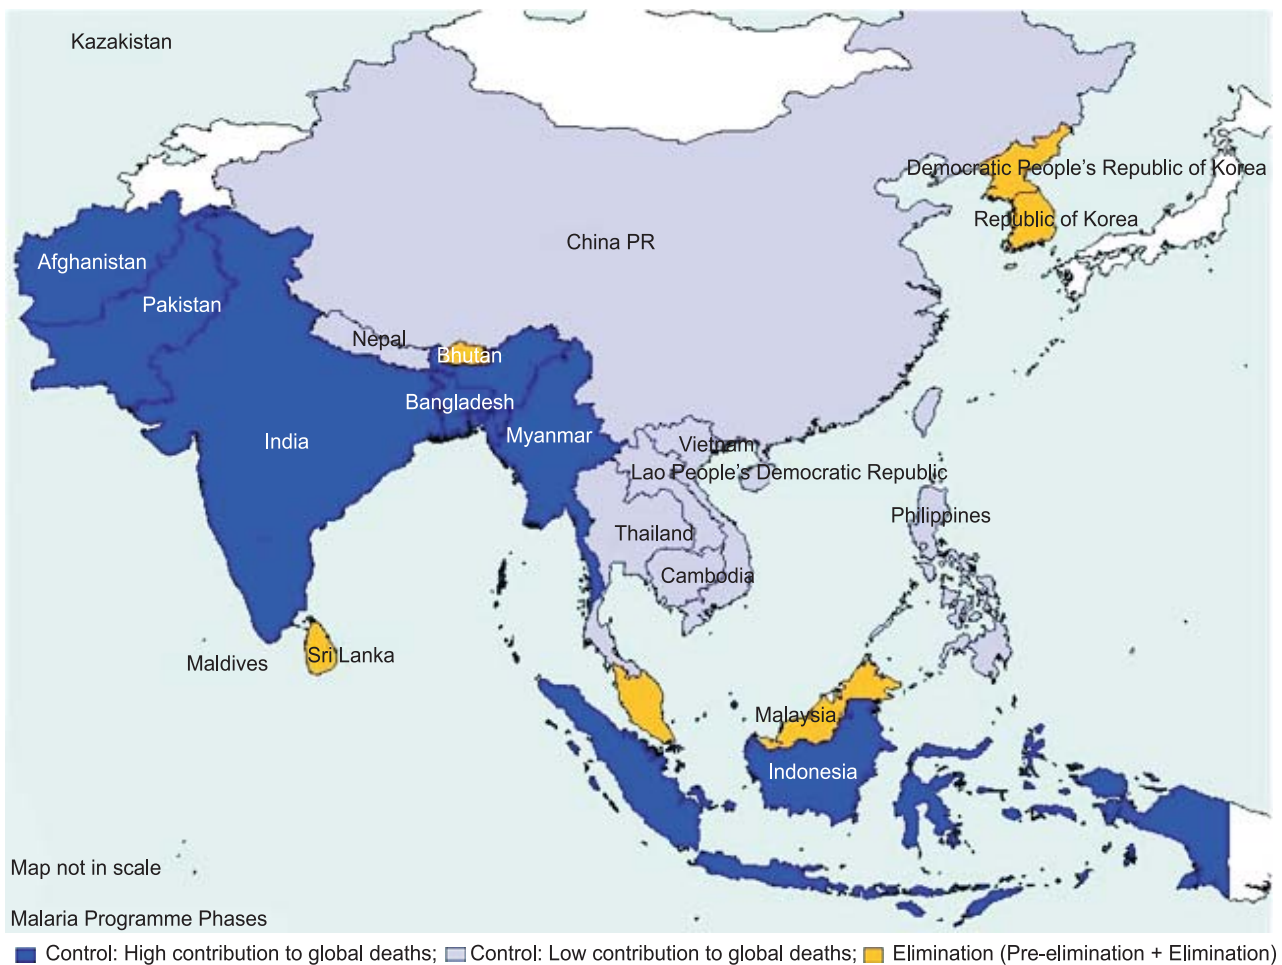 Kazakistan
Democratic People's Republic of Korea
Republic of Korea
China PR
Afghanistan
Pakistan
Nepal
Bhutan
Bangladesh
India
Myanmar
Vietnam
Lao People's Democratic Republic
Philippines
Thailand
Cambodia
Maldives
Sri Lanka
Malaysia
Indonesia
Map not in scale
Malaria Programme Phases
Control: High contribution to global deaths; Control: Low contribution to global deaths; Elimination (Pre-elimination + Elimination)